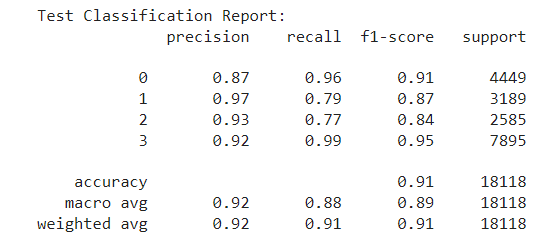 Test Classification Report:
precision recall f1-score support
0 0.87 0.96 0.91 4449
1 0.97 0.79 0.87 3189
2 0.93 0.77 0.84 2585
3 0.92 0.99 0.95 7895
accuracy 0.91 18118
macro avg 0.92 0.88 0.89 18118
weighted avg 0.92 0.91 0.91 18118